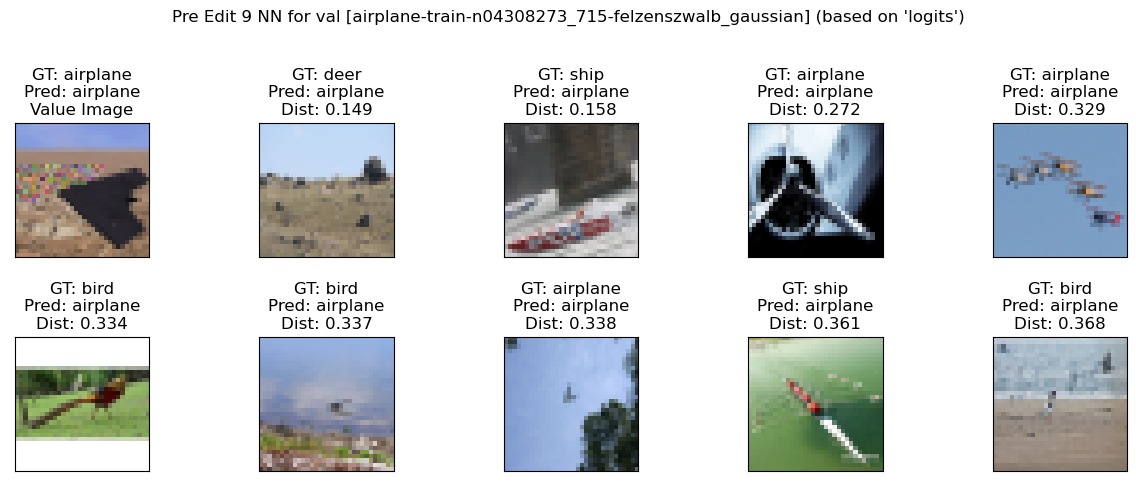 Pre Edit 9 NN for val [airplane-train-n04308273_715-felzenszwalb_gaussian] (based on 'logits')
GT: airplane
Pred: airplane
Value Image
GT: deer
Pred: airplane
Dist: 0.149
GT: ship
Pred: airplane
Dist: 0.158
GT: airplane
Pred: airplane
Dist: 0.272
GT: airplane
Pred: airplane
Dist: 0.329
GT: bird
Pred: airplane
Dist: 0.334
GT: bird
Pred: airplane
Dist: 0.337
GT: airplane
Pred: airplane
Dist: 0.338
GT: ship
Pred: airplane
Dist: 0.361
GT: bird
Pred: airplane
Dist: 0.368